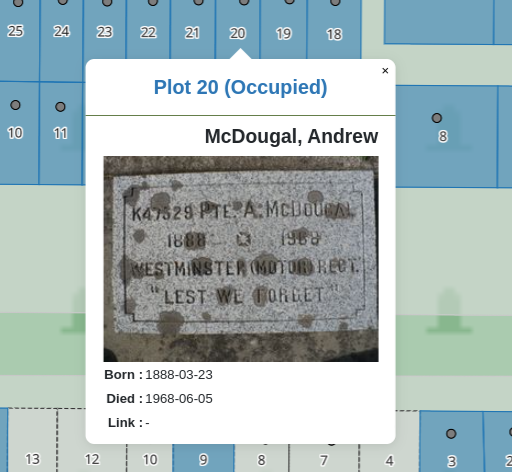 25 24 23 22 21 20 19 18
×
Plot 20 (Occupied)
10 11 8
McDougal, Andrew
K47529 PTE. A. McDOUGAL
1888 - 1968
WESTMINSTER (MOTOR) REGT.
"LEST WE FORGET"
Born : 1888-03-23
Died : 1968-06-05
Link : -
13 12 10 9 8 7 4 3 2